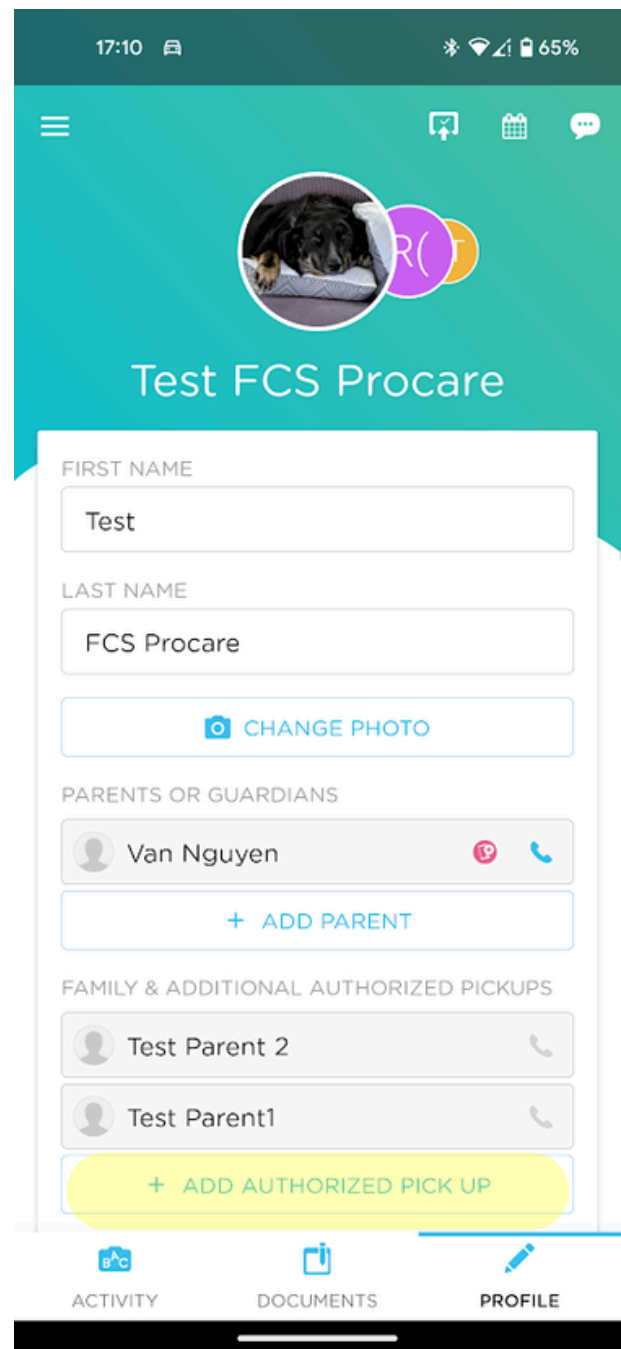 17:10 65%
R( T
Test FCS Procare
FIRST NAME
Test
LAST NAME
FCS Procare
CHANGE PHOTO
PARENTS OR GUARDIANS
Van Nguyen
+ ADD PARENT
FAMILY & ADDITIONAL AUTHORIZED PICKUPS
Test Parent 2
Test Parent1
+ ADD AUTHORIZED PICK UP
ACTIVITY DOCUMENTS PROFILE